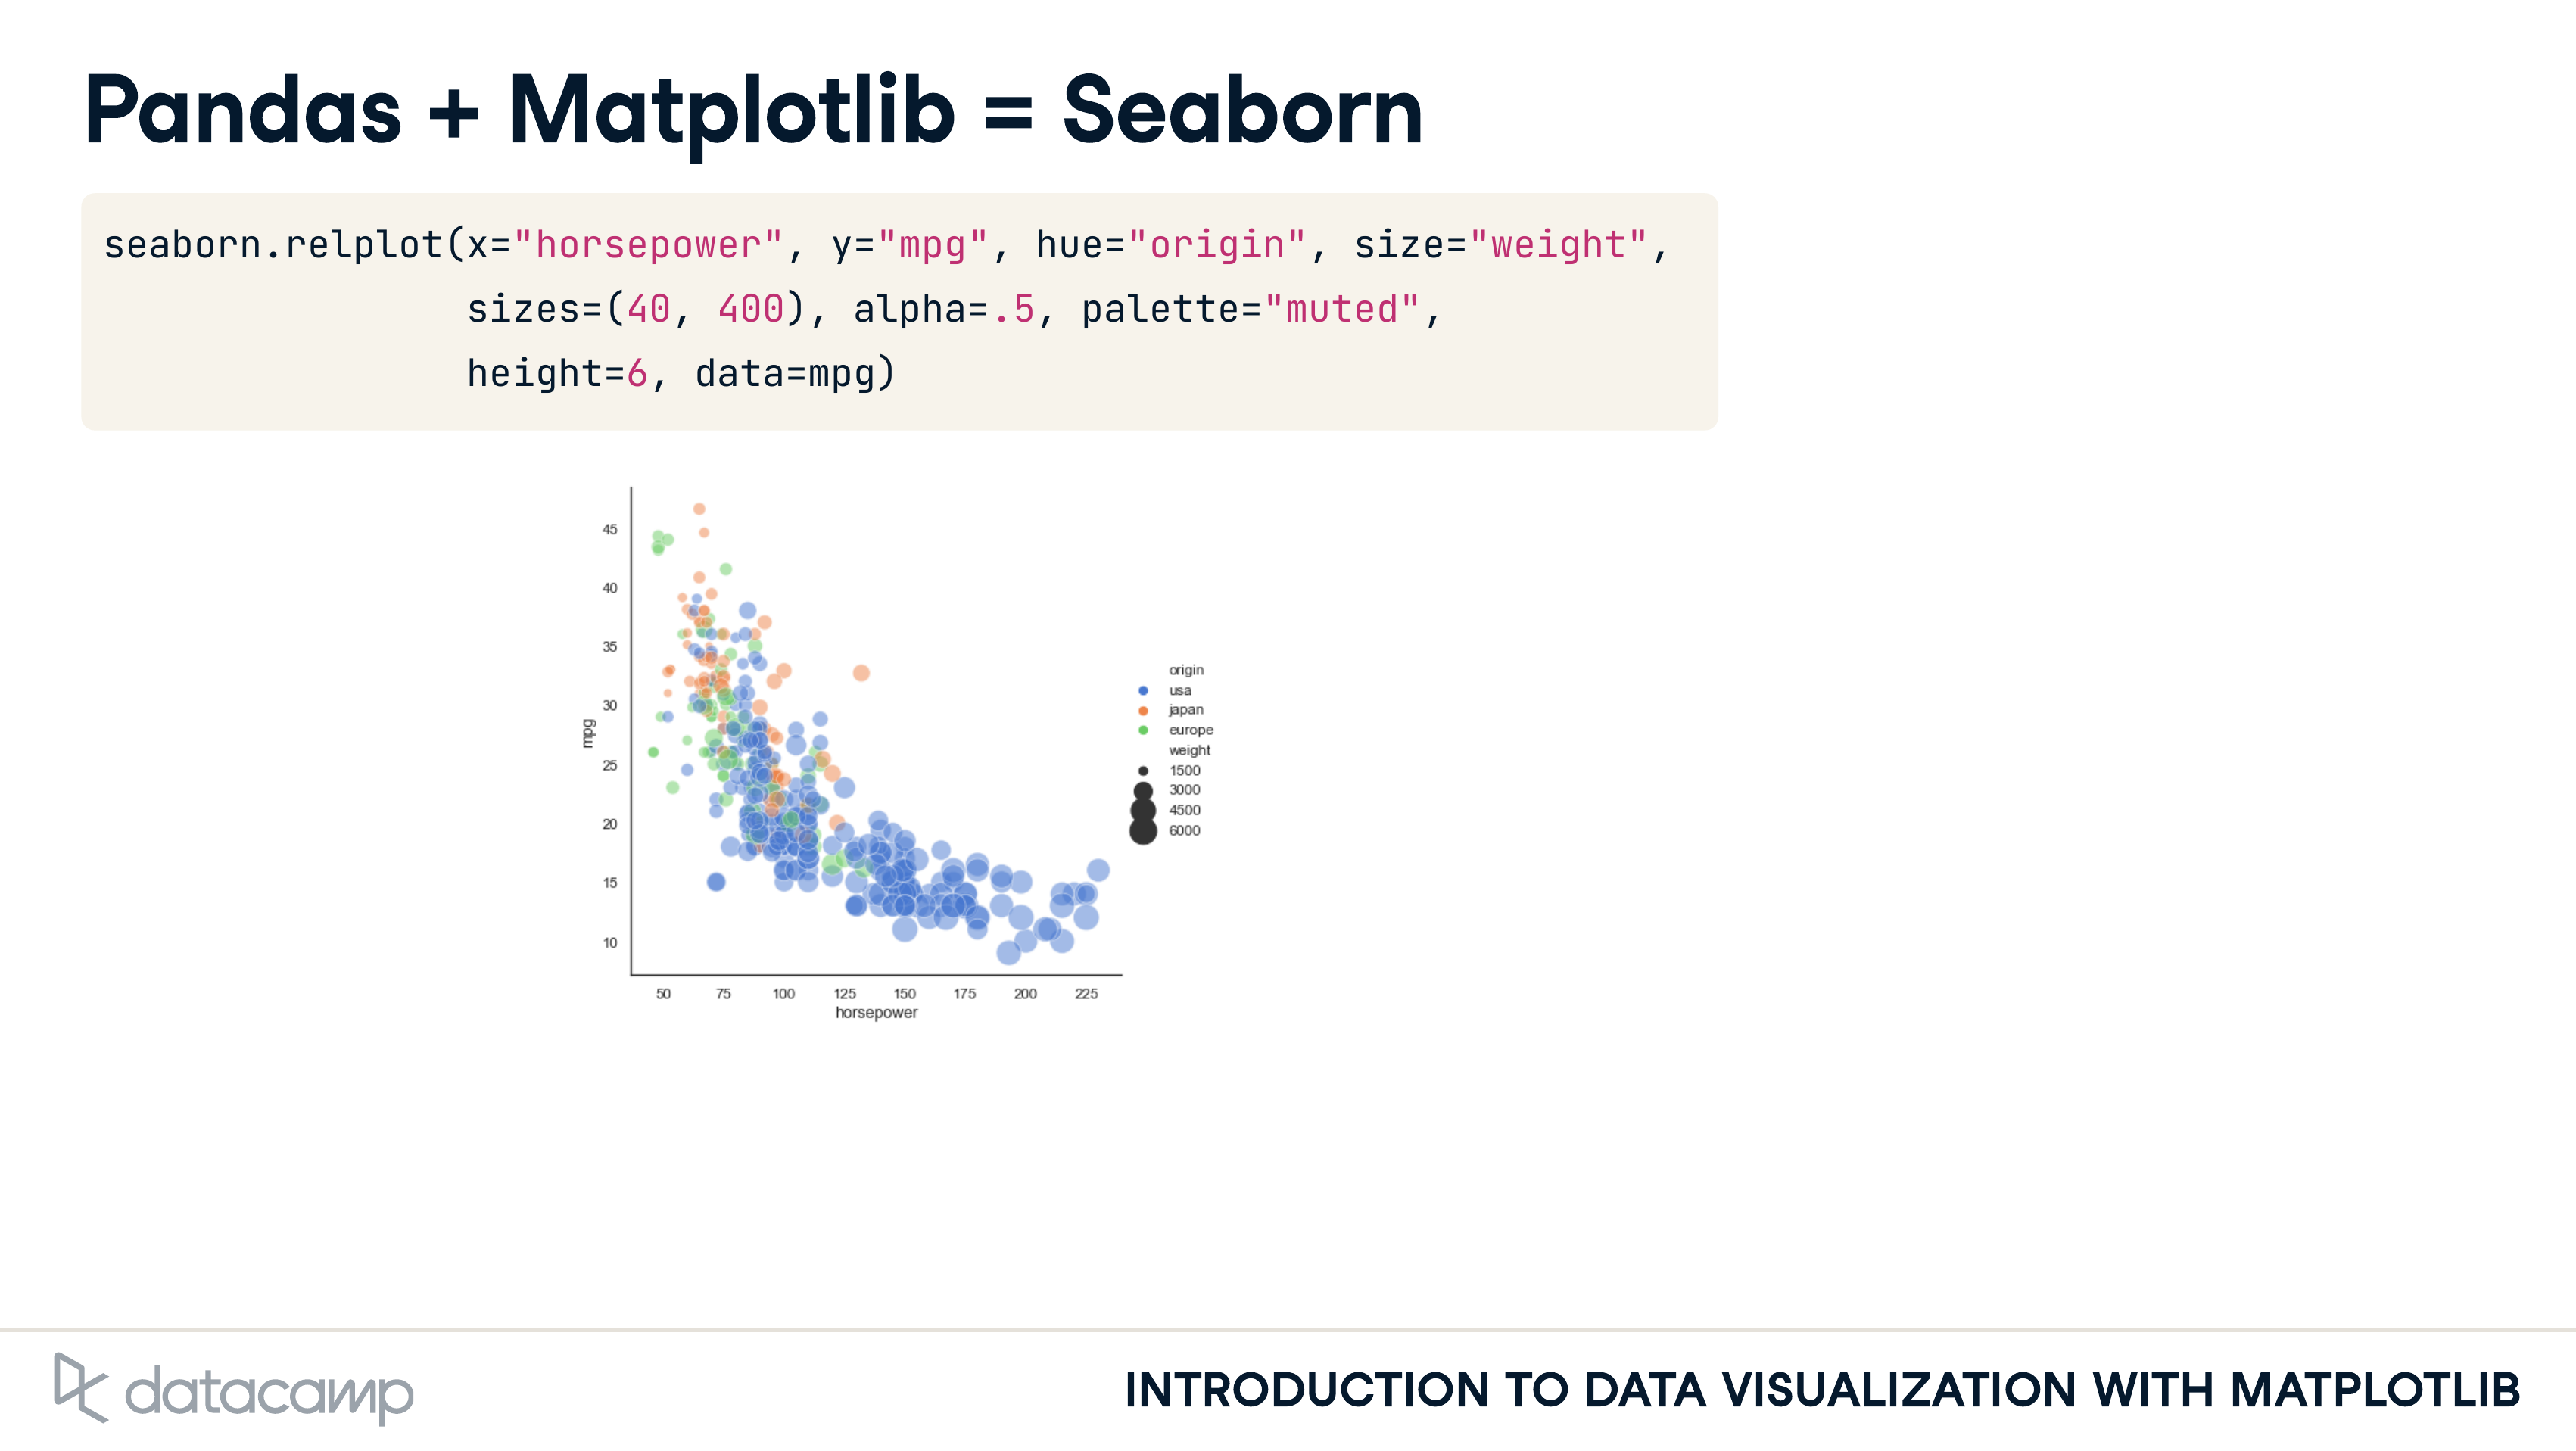 Pandas + Matplotlib = Seaborn
seaborn.relplot(x="horsepower", y="mpg", hue="origin", size="weight",
sizes=(40, 400), alpha=.5, palette="muted",
height=6, data=mpg)
45
40
35
30
25
20
15
10
mpg
50 75 100 125 150 175 200 225
horsepower
origin
usa
japan
europe
weight
1500
3000
4500
6000
datacamp
INTRODUCTION TO DATA VISUALIZATION WITH MATPLOTLIB